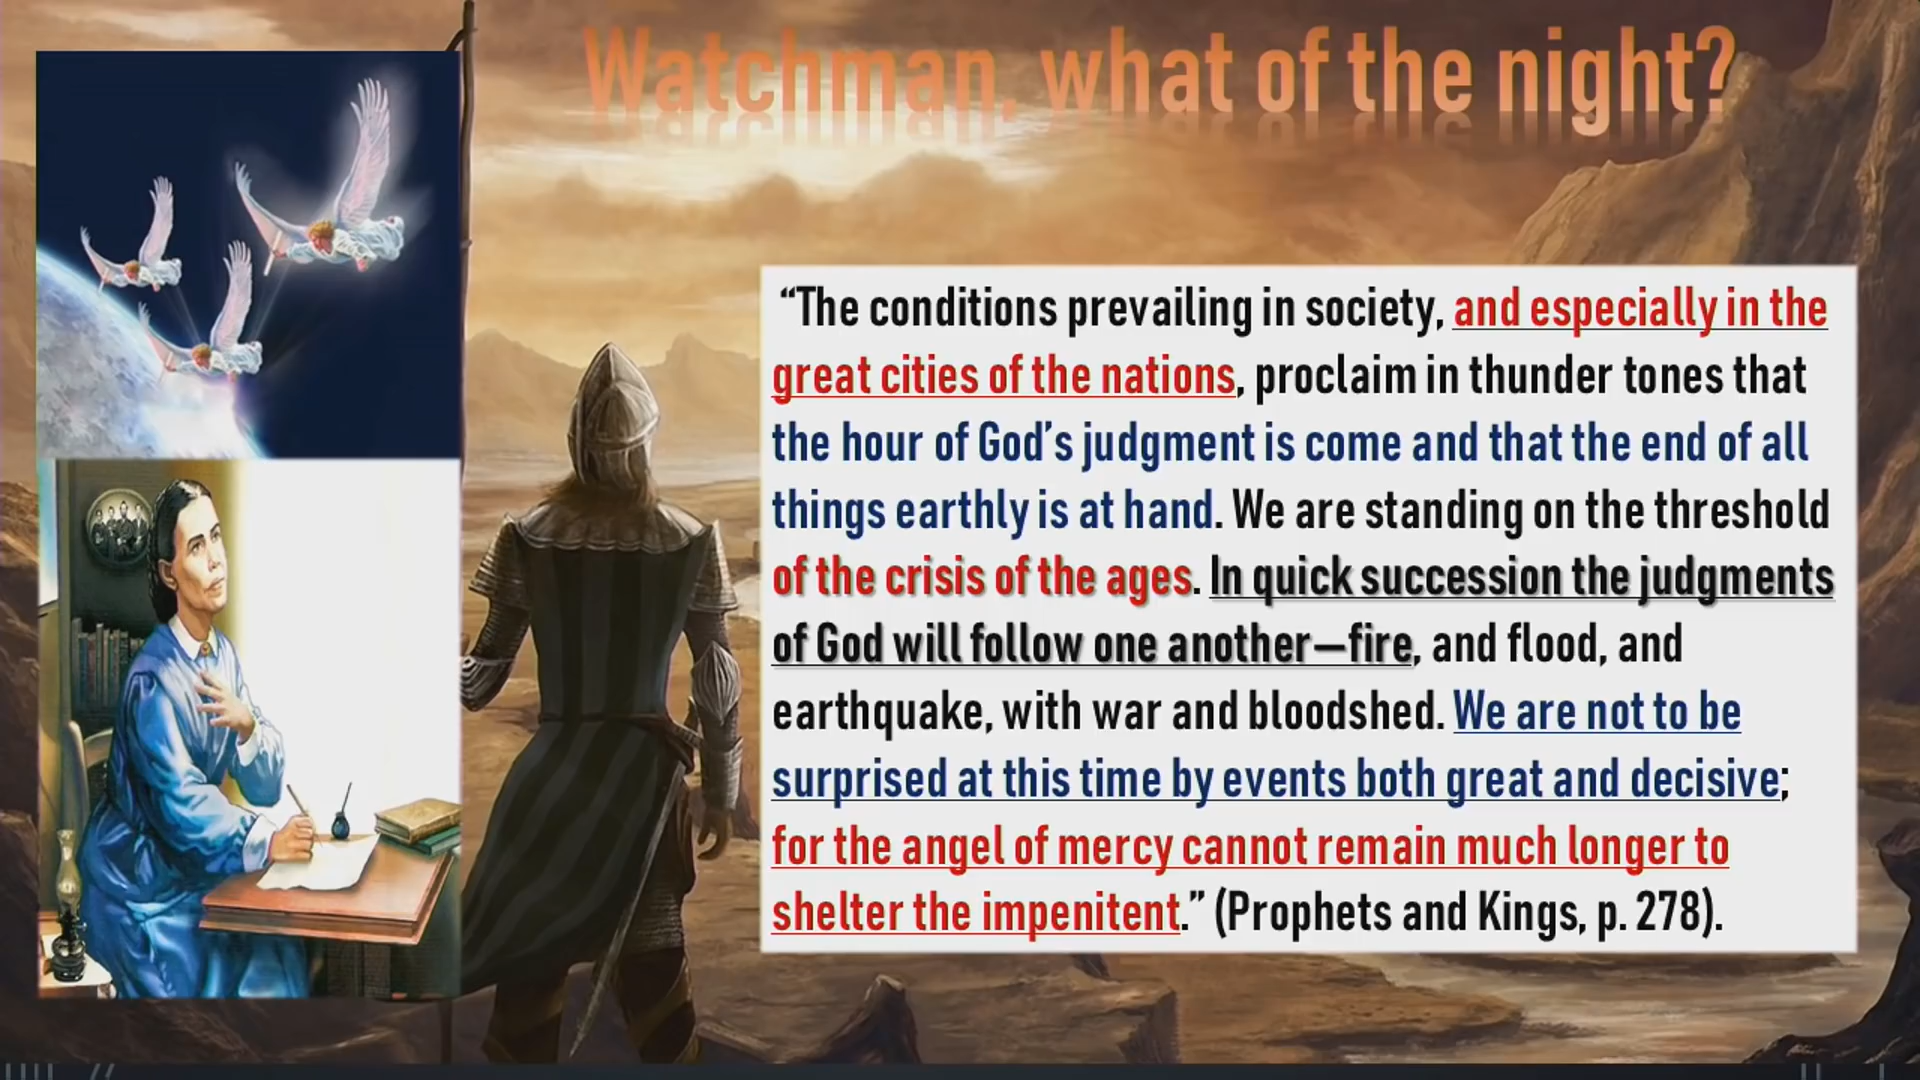 Watchman, what of the night?
“The conditions prevailing in society, and especially in the
great cities of the nations, proclaim in thunder tones that
the hour of God’s judgment is come and that the end of all
things earthly is at hand. We are standing on the threshold
of the crisis of the ages. In quick succession the judgments
of God will follow one another—fire, and flood, and
earthquake, with war and bloodshed. We are not to be
surprised at this time by events both great and decisive;
for the angel of mercy cannot remain much longer to
shelter the impenitent.” (Prophets and Kings, p. 278).